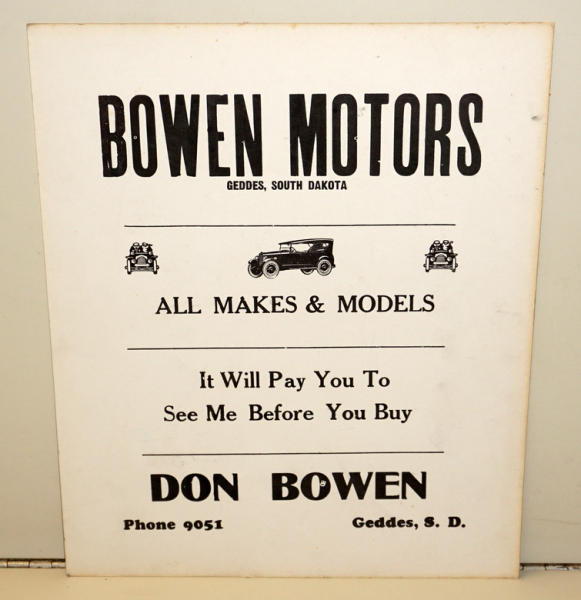 BOWEN MOTORS
GEDDES, SOUTH DAKOTA
ALL MAKES & MODELS
It Will Pay You To
See Me Before You Buy
DON BOWEN
Phone 9051 Geddes, S. D.